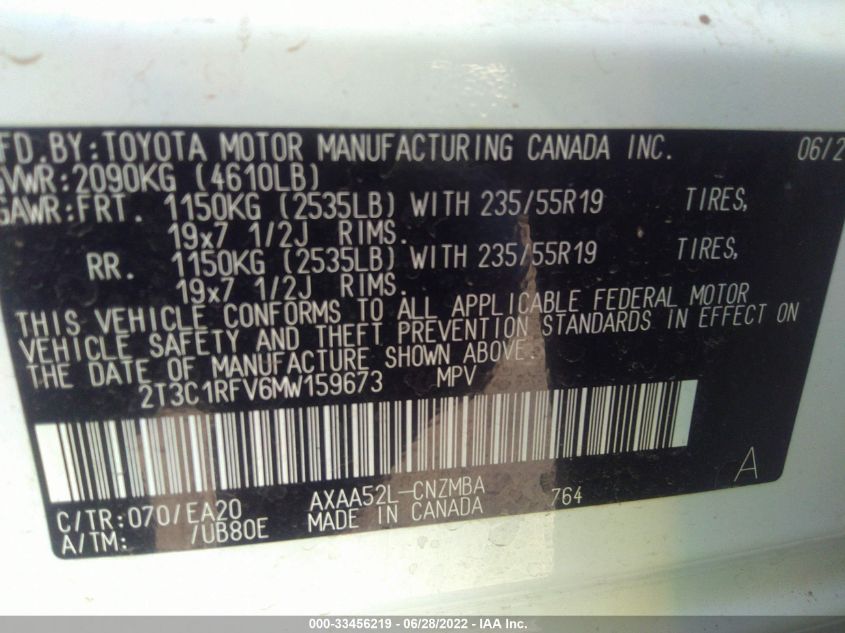 FD. BY: TOYOTA MOTOR MANUFACTURING CANADA INC. 06/2
GVWR: 2090KG (4610LB)
GAWR: FRT. 1150KG (2535LB) WITH 235/55R19 TIRES,
19x7 1/2J RIMS.
RR. 1150KG (2535LB) WITH 235/55R19 TIRES,
19x7 1/2J RIMS.
THIS VEHICLE CONFORMS TO ALL APPLICABLE FEDERAL MOTOR
VEHICLE SAFETY AND THEFT PREVENTION STANDARDS IN EFFECT ON
THE DATE OF MANUFACTURE SHOWN ABOVE.
2T3C1RFV6MW159673 MPV
A
C/TR: 070/EA20 AXAA52L-CNZMBA 764
A/TM: /UB80E MADE IN CANADA
000-33456219 - 06/28/2022 - IAA Inc.